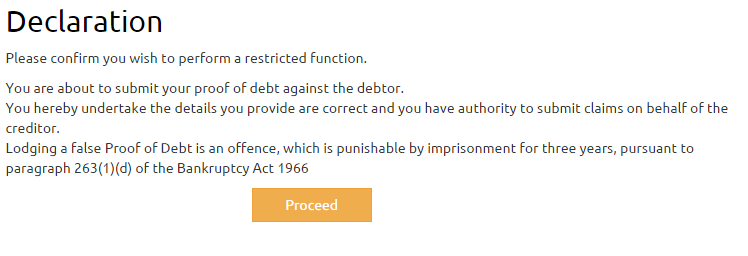 Declaration
Please confirm you wish to perform a restricted function.
You are about to submit your proof of debt against the debtor.
You hereby undertake the details you provide are correct and you have authority to submit claims on behalf of the
creditor.
Lodging a false Proof of Debt is an offence, which is punishable by imprisonment for three years, pursuant to
paragraph 263(1)(d) of the Bankruptcy Act 1966
Proceed